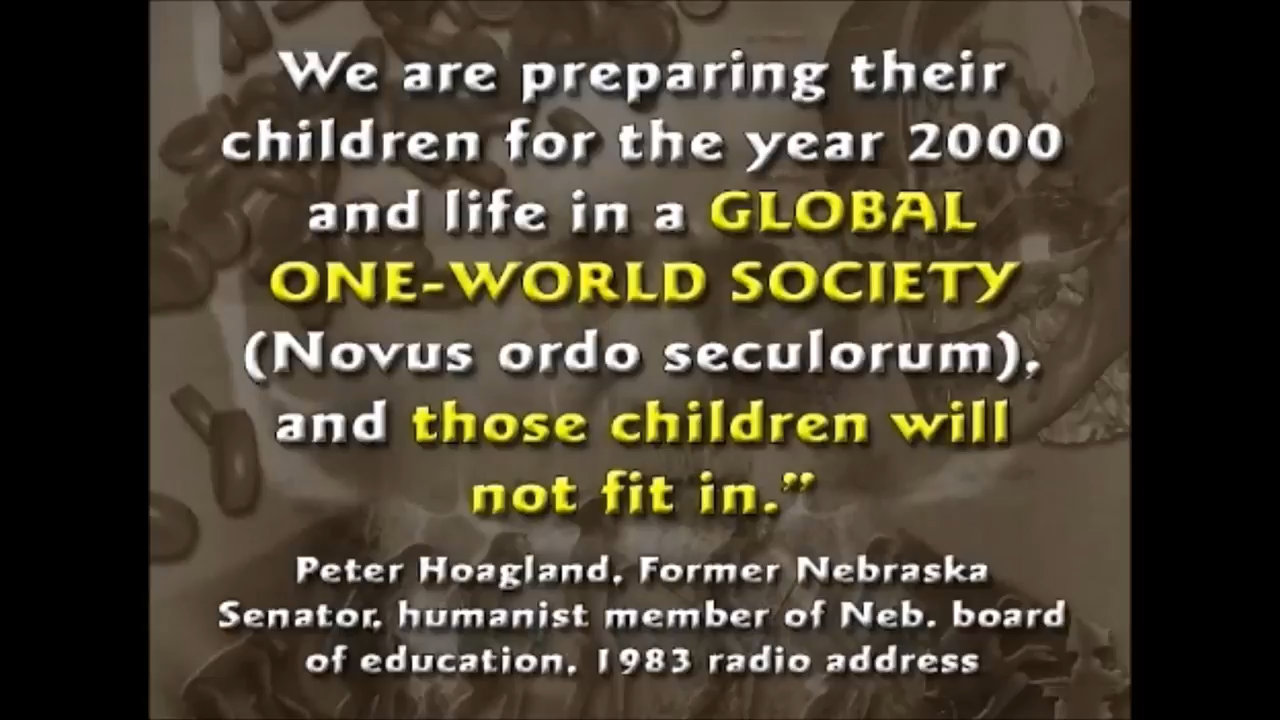 We are preparing their
children for the year 2000
and life in a GLOBAL
ONE-WORLD SOCIETY
(Novus ordo seculorum),
and those children will
not fit in.”
Peter Hoagland, Former Nebraska
Senator, humanist member of Neb. board
of education, 1983 radio address